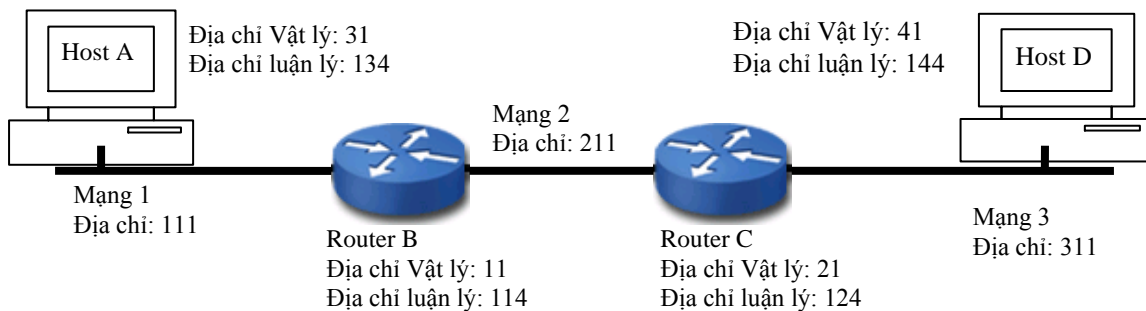 Host A
Địa chỉ Vật lý: 31
Địa chỉ luận lý: 134
Địa chỉ Vật lý: 41
Địa chỉ luận lý: 144
Host D
Mạng 2
Địa chỉ: 211
Mạng 1
Địa chỉ: 111
Router B
Địa chỉ Vật lý: 11
Địa chỉ luận lý: 114
Router C
Địa chỉ Vật lý: 21
Địa chỉ luận lý: 124
Mạng 3
Địa chỉ: 311